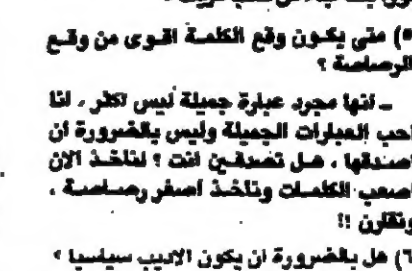 ٥) متى يكون وقع الكلمة اقوى من وقع
الرصاصة ؟
ـ انها مجرد عبارة جميلة ليس اكثر ، انا
احب العبارات الجميلة وليس بالضرورة ان
اصدقها ، هل تصدقين انت ؟ لناخذ الان
اصعب الكلمات وناخذ اصغر رصاصة ،
ونقارن !!
٦) هل بالضرورة ان يكون الاديب سياسيا ؟